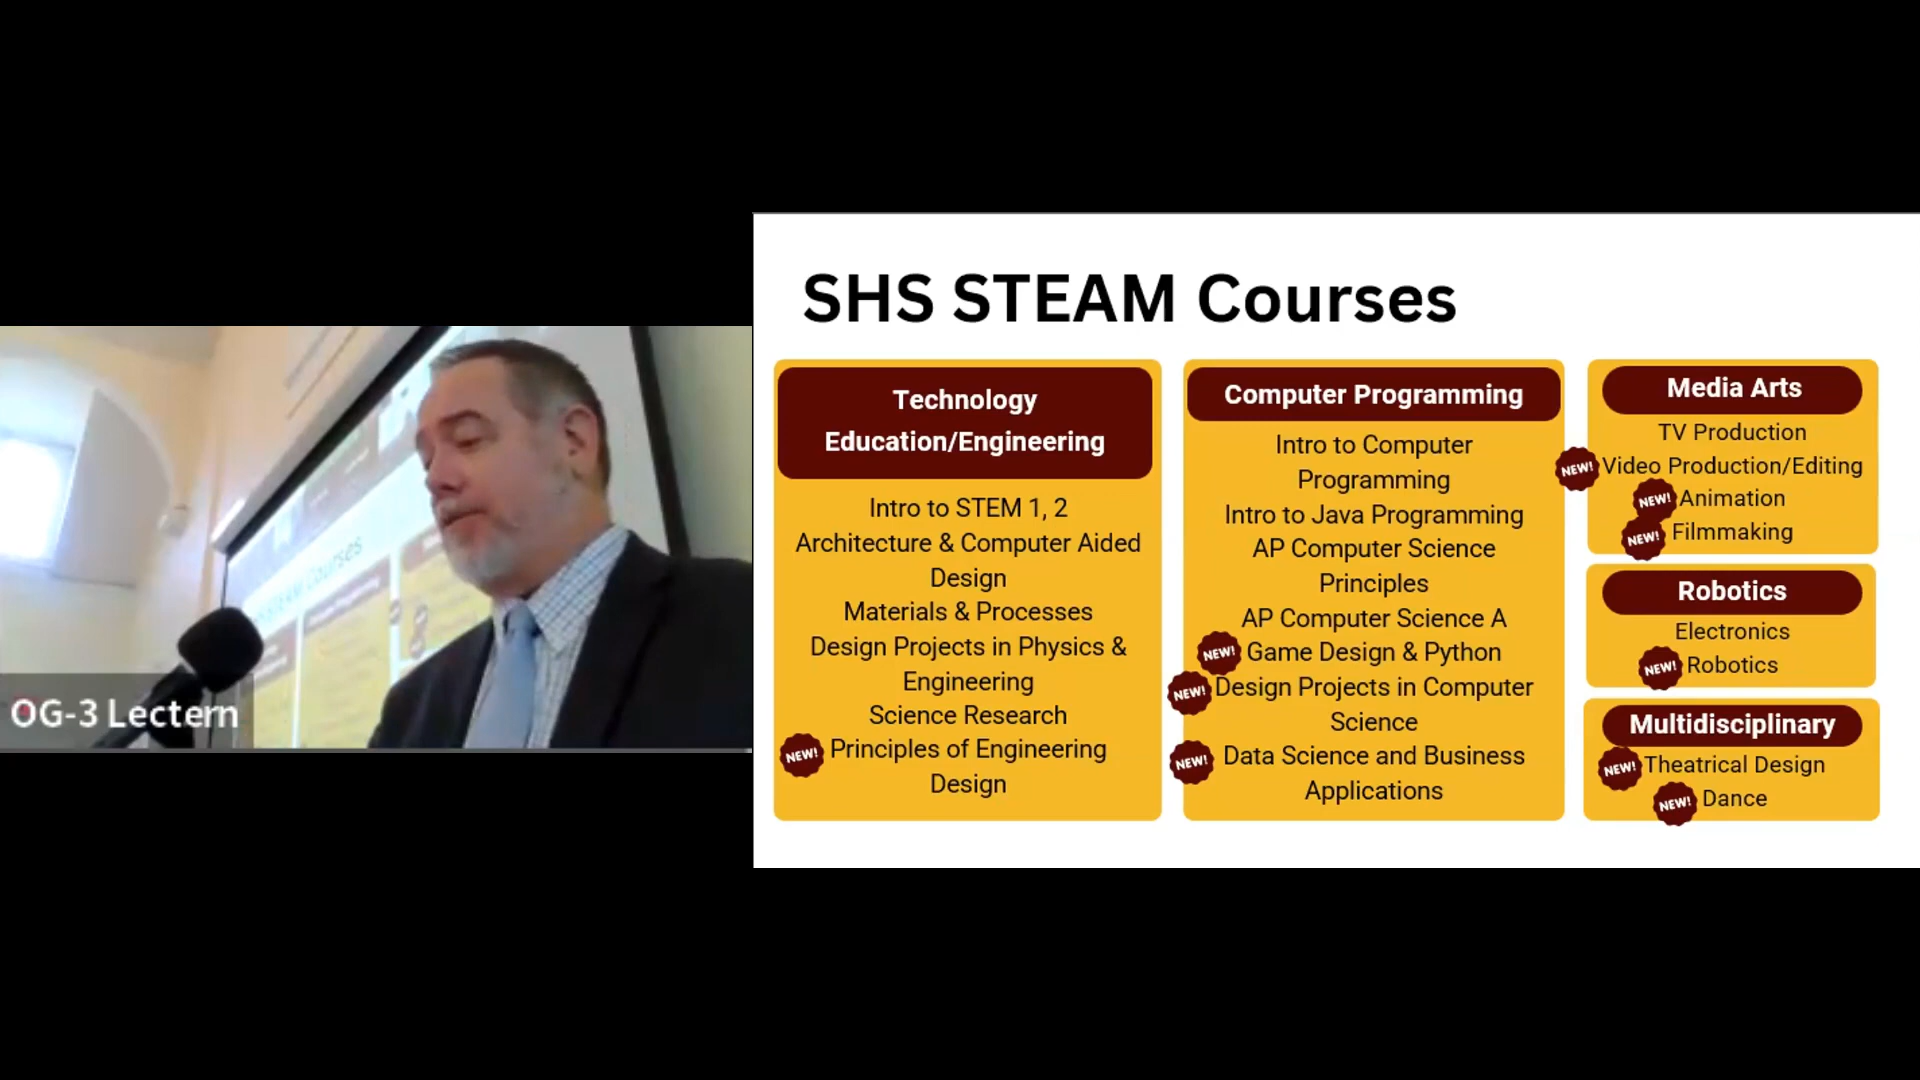 SHS STEAM Courses
Technology
Education/Engineering
Intro to STEM 1, 2
Architecture & Computer Aided
Design
Materials & Processes
Design Projects in Physics &
Engineering
Science Research
NEW! Principles of Engineering
Design
Computer Programming
Intro to Computer
Programming
Intro to Java Programming
AP Computer Science
Principles
AP Computer Science A
NEW! Game Design & Python
NEW! Design Projects in Computer
Science
NEW! Data Science and Business
Applications
Media Arts
TV Production
NEW! Video Production/Editing
NEW! Animation
NEW! Filmmaking
Robotics
Electronics
NEW! Robotics
Multidisciplinary
NEW! Theatrical Design
NEW! Dance
STEAM Courses
OG-3 Lectern